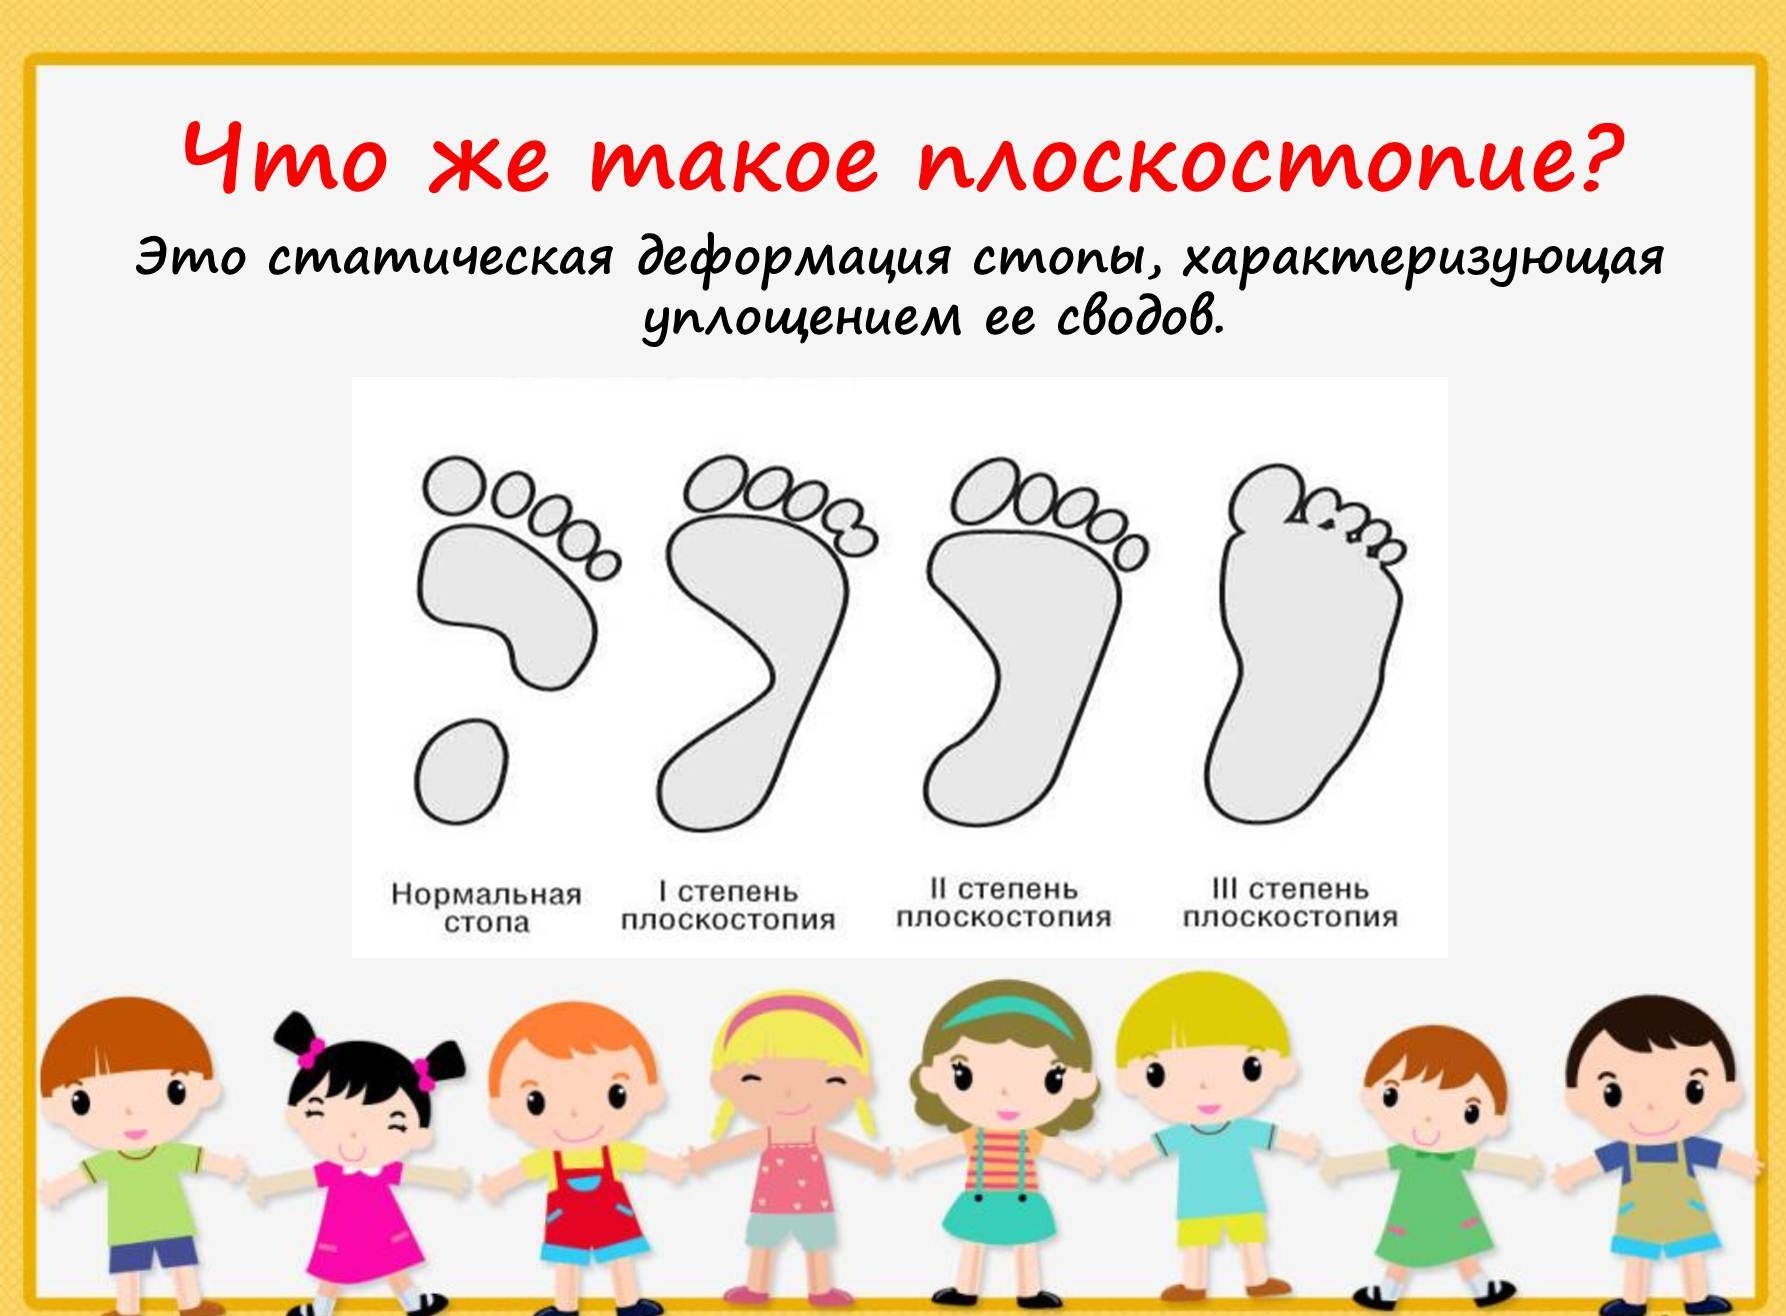 Что же такое плоскостопие?
Это статическая деформация стопы, характеризующая
уплощением ее сводов.
Нормальная
стопа
I степень
плоскостопия
II степень
плоскостопия
III степень
плоскостопия